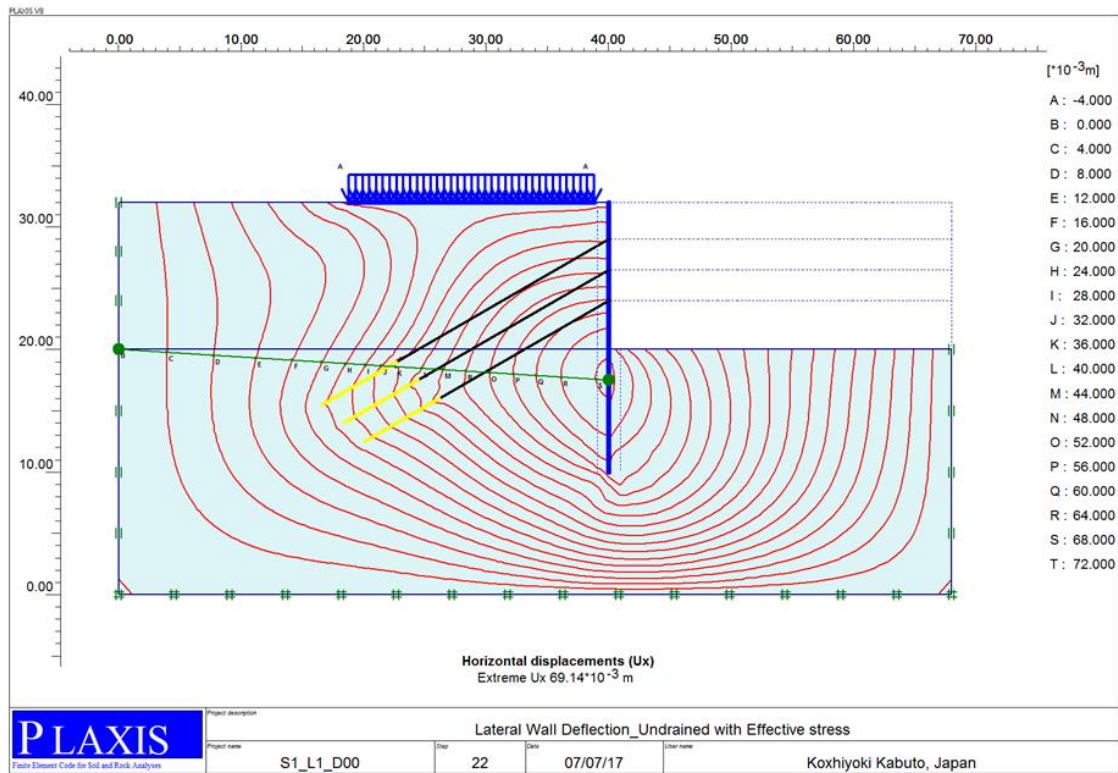 PLAXIS V8
0.00 10.00 20.00 30.00 40.00 50.00 60.00 70.00
40.00
30.00
20.00
10.00
0.00
[*10-3m]
A : -4.000
B : 0.000
C : 4.000
D : 8.000
E : 12.000
F : 16.000
G : 20.000
H : 24.000
I : 28.000
J : 32.000
K : 36.000
L : 40.000
M : 44.000
N : 48.000
O : 52.000
P : 56.000
Q : 60.000
R : 64.000
S : 68.000
T : 72.000
A A
C D E F G H I J K M N O P Q R S
Horizontal displacements (Ux)
Extreme Ux 69.14*10-3 m
PLAXIS
Finite Element Code for Soil and Rock Analyses
Project description
Lateral Wall Deflection_Undrained with Effective stress
Project name
S1_L1_D00
Step
22
Date
07/07/17
User name
Koxhiyoki Kabuto, Japan